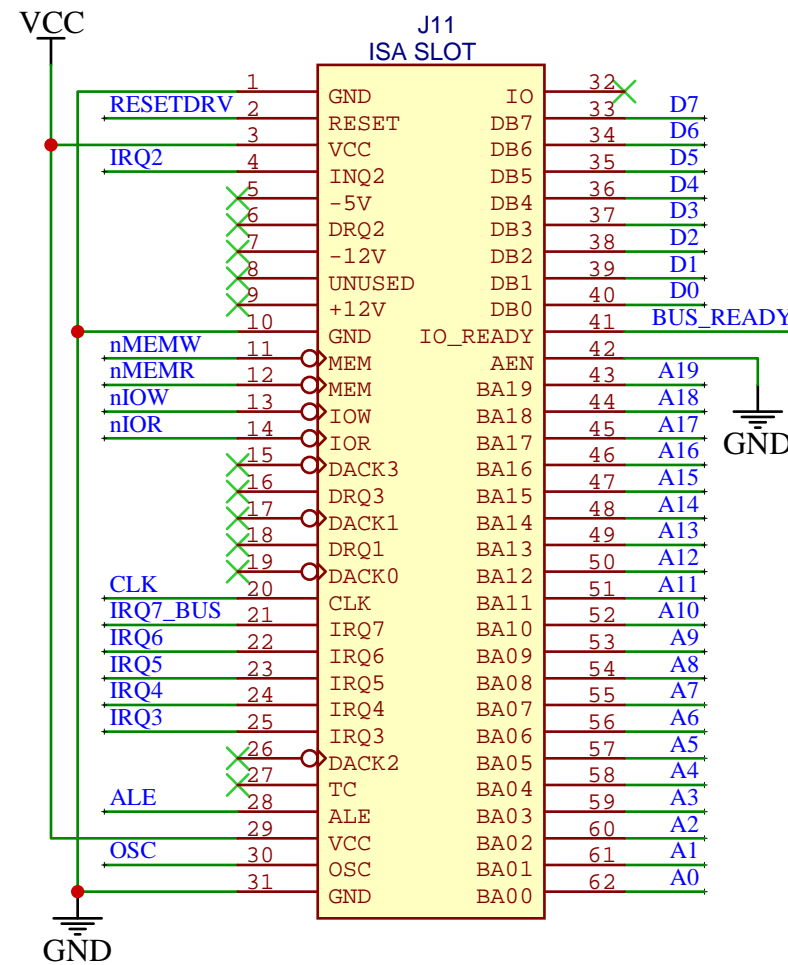 VCC
J11
ISA SLOT
1 GND IO 32
RESETDRV 2 RESET DB7 33 D7
3 VCC DB6 34 D6
IRQ2 4 INQ2 DB5 35 D5
5 -5V DB4 36 D4
6 DRQ2 DB3 37 D3
7 -12V DB2 38 D2
8 UNUSED DB1 39 D1
9 +12V DB0 40 D0
10 GND IO_READY 41 BUS_READY
nMEMW 11 MEM AEN 42
nMEMR 12 MEM BA19 43 A19
nIOW 13 IOW BA18 44 A18
nIOR 14 IOR BA17 45 A17
GND
15 DACK3 BA16 46 A16
16 DRQ3 BA15 47 A15
17 DACK1 BA14 48 A14
18 DRQ1 BA13 49 A13
19 DACK0 BA12 50 A12
CLK 20 CLK BA11 51 A11
IRQ7_BUS 21 IRQ7 BA10 52 A10
IRQ6 22 IRQ6 BA09 53 A9
IRQ5 23 IRQ5 BA08 54 A8
IRQ4 24 IRQ4 BA07 55 A7
IRQ3 25 IRQ3 BA06 56 A6
26 DACK2 BA05 57 A5
27 TC BA04 58 A4
ALE 28 ALE BA03 59 A3
29 VCC BA02 60 A2
OSC 30 OSC BA01 61 A1
31 GND BA00 62 A0
GND